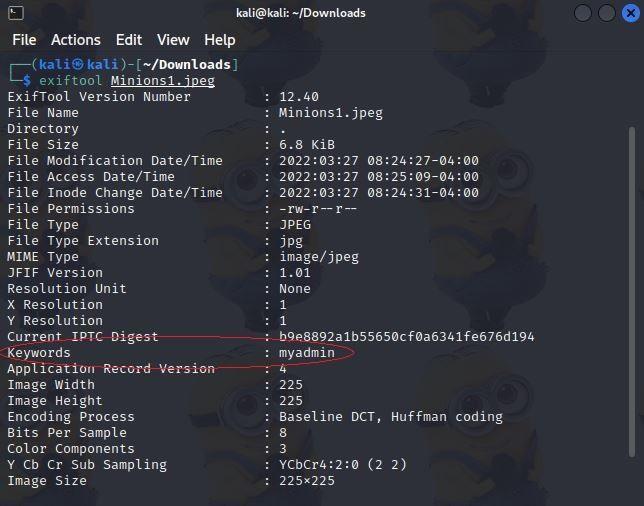 kali@kali: ~/Downloads
File Actions Edit View Help
┌──(kali㉿kali)-[~/Downloads]
└─$ exiftool Minions1.jpeg
ExifTool Version Number : 12.40
File Name : Minions1.jpeg
Directory : .
File Size : 6.8 KiB
File Modification Date/Time : 2022:03:27 08:24:27-04:00
File Access Date/Time : 2022:03:27 08:25:09-04:00
File Inode Change Date/Time : 2022:03:27 08:24:31-04:00
File Permissions : -rw-r--r--
File Type : JPEG
File Type Extension : jpg
MIME Type : image/jpeg
JFIF Version : 1.01
Resolution Unit : None
X Resolution : 1
Y Resolution : 1
Current IPTC Digest : b9e8892a1b55650cf0a6341fe676d194
Keywords : myadmin
Application Record Version : 4
Image Width : 225
Image Height : 225
Encoding Process : Baseline DCT, Huffman coding
Bits Per Sample : 8
Color Components : 3
Y Cb Cr Sub Sampling : YCbCr4:2:0 (2 2)
Image Size : 225×225